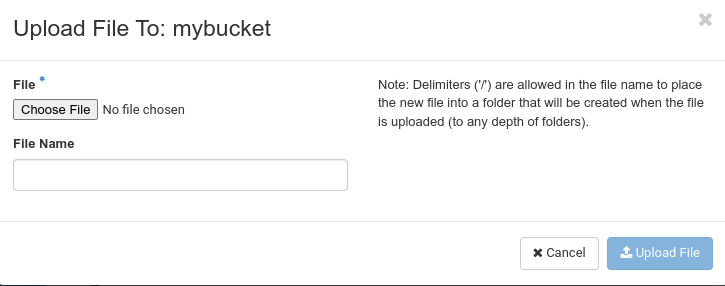 Upload File To: mybucket
File *
Choose File No file chosen
File Name
Note: Delimiters ('/') are allowed in the file name to place
the new file into a folder that will be created when the file
is uploaded (to any depth of folders).
Cancel
Upload File